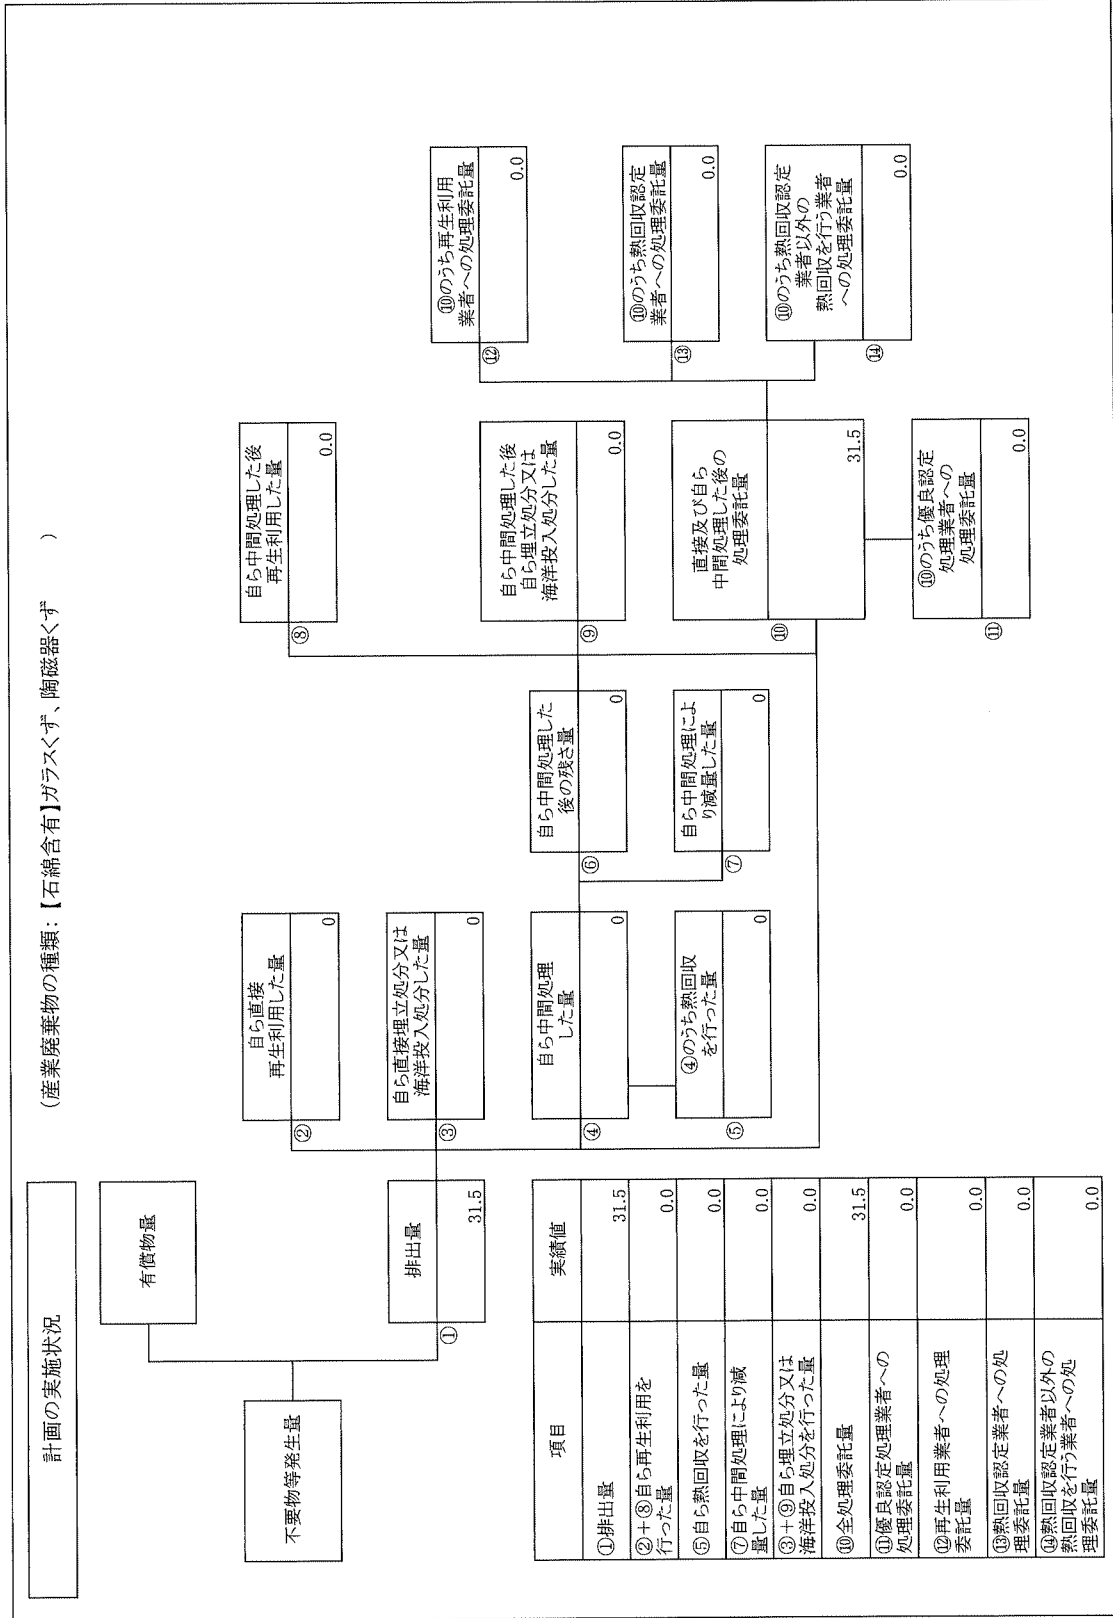 計画の実施状況
(産業廃棄物の種類:【石綿含有】ガラスくず、陶磁器くず )
不要物等発生量
有償物量
排出量
①
31.5
自ら直接
再生利用した量
②
0
自ら直接埋立処分又は
海洋投入処分した量
③
0
自ら中間処理
した量
④
0
④のうち熱回収
を行った量
⑤
0
自ら中間処理した
後の残さ量
⑥
0
自ら中間処理によ
り減量した量
⑦
0
自ら中間処理した後
再生利用した量
⑧
0.0
自ら中間処理した後
自ら埋立処分又は
海洋投入処分した量
⑨
0.0
直接及び自ら
中間処理した後の
処理委託量
⑩
31.5
⑩のうち優良認定
処理業者への
処理委託量
⑪
0.0
⑩のうち再生利用
業者への処理委託量
⑫
0.0
⑩のうち熱回収認定
業者への処理委託量
⑬
0.0
⑩のうち熱回収認定
業者以外の
熱回収を行う業者
への処理委託量
⑭
0.0
項目
実績値
①排出量
31.5
②+⑧自ら再生利用を
行った量
0.0
⑤自ら熱回収を行った量
0.0
⑦自ら中間処理により減
量した量
0.0
③+⑨自ら埋立処分又は
海洋投入処分を行った量
0.0
⑩全処理委託量
31.5
⑪優良認定処理業者への
処理委託量
0.0
⑫再生利用業者への処理
委託量
0.0
⑬熱回収認定業者への処
理委託量
0.0
⑭熱回収認定業者以外の
熱回収を行う業者への処
理委託量
0.0